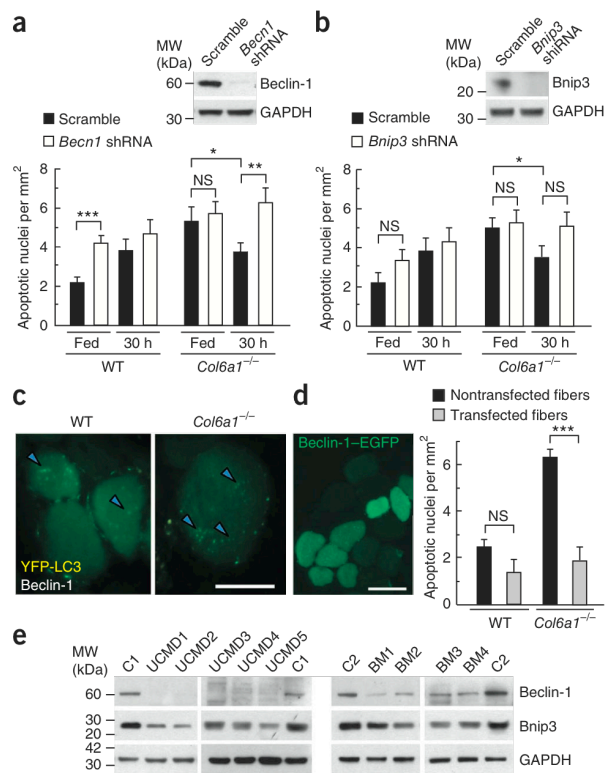 a
MW
(kDa)
Scramble
Becn1
shRNA
60
Beclin-1
30
GAPDH
Scramble
Becn1 shRNA
Apoptotic nuclei per mm2
8
6
4
2
0
***
*
NS
**
Fed
30 h
Fed
30 h
WT
Col6a1–/–
b
MW
(kDa)
Scramble
Bnip3
shiRNA
20
Bnip3
30
GAPDH
Scramble
Bnip3 shRNA
Apoptotic nuclei per mm2
8
6
4
2
0
NS
*
NS
NS
Fed
30 h
Fed
30 h
WT
Col6a1–/–
c
WT
Col6a1–/–
YFP-LC3
Beclin-1
d
Beclin-1–EGFP
Nontransfected fibers
Transfected fibers
Apoptotic nuclei per mm2
6
4
2
0
NS
***
WT
Col6a1–/–
e
MW
(kDa)
C1
UCMD1
UCMD2
UCMD3
UCMD4
UCMD5
C1
C2
BM1
BM2
BM3
BM4
C2
60
Beclin-1
30
20
Bnip3
42
30
GAPDH